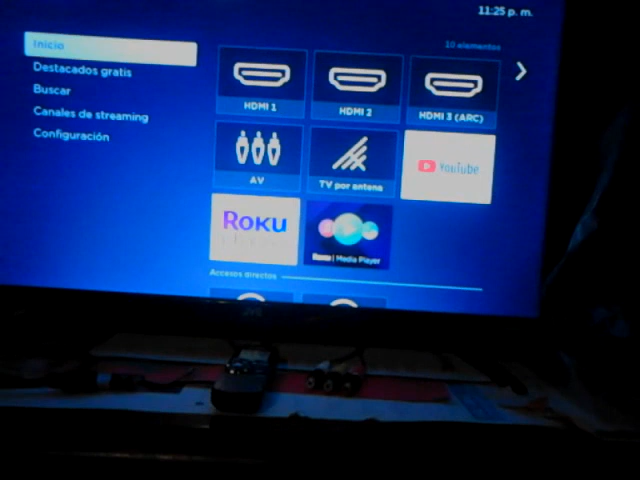 11:25 p. m.
Inicio
10 elementos
Destacados gratis
Buscar
Canales de streaming
Configuración
HDMI 1
HDMI 2
HDMI 3 (ARC)
AV
TV por antena
YouTube
Roku
Roku | Media Player
Accesos directos
JVC